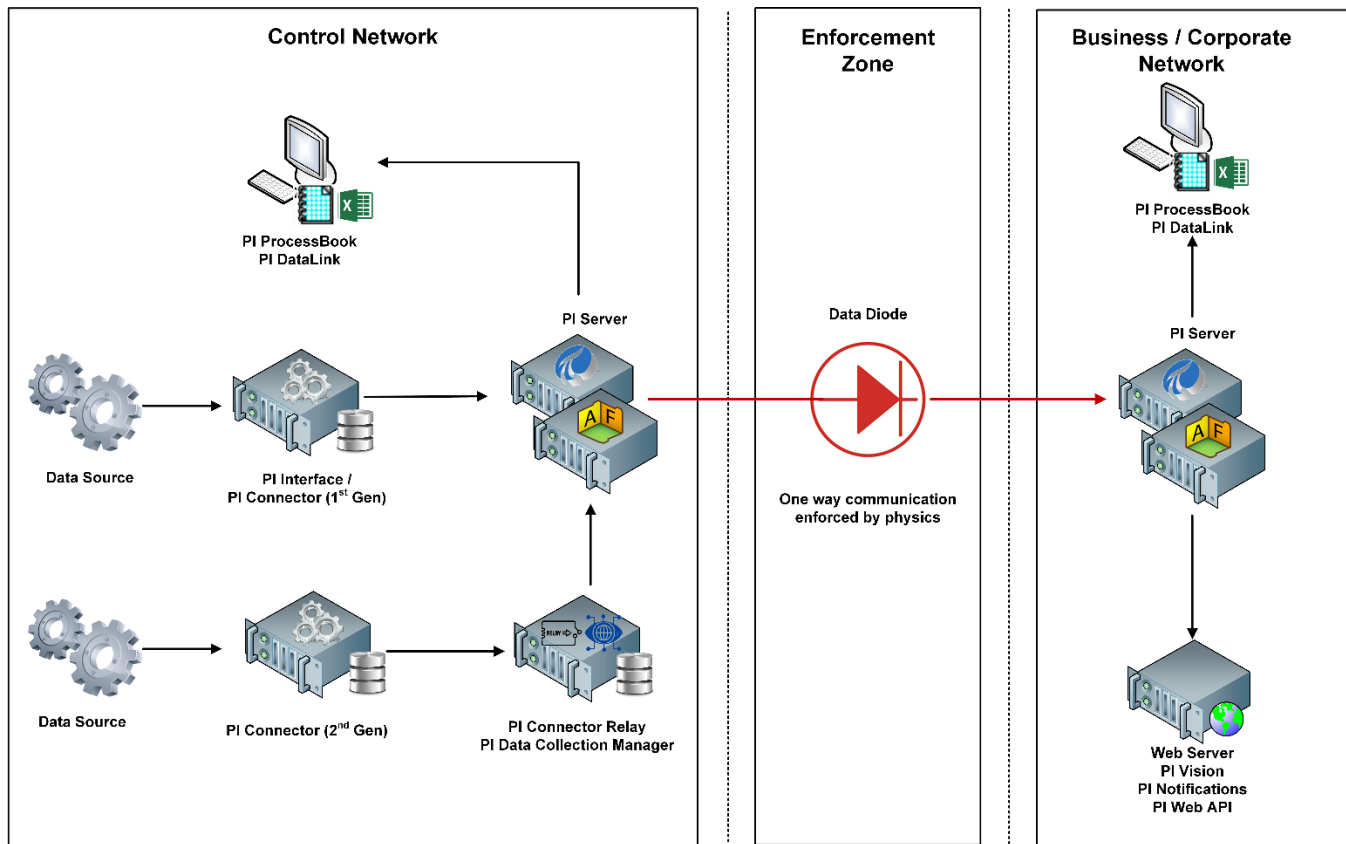 Control Network
Enforcement
Zone
Business / Corporate
Network
PI ProcessBook
PI DataLink
PI ProcessBook
PI DataLink
PI Server
Data Diode
PI Server
A F
A F
Data Source
PI Interface /
PI Connector (1st Gen)
One way communication
enforced by physics
RELAY
Data Source
PI Connector (2nd Gen)
PI Connector Relay
PI Data Collection Manager
Web Server
PI Vision
PI Notifications
PI Web API
X
X